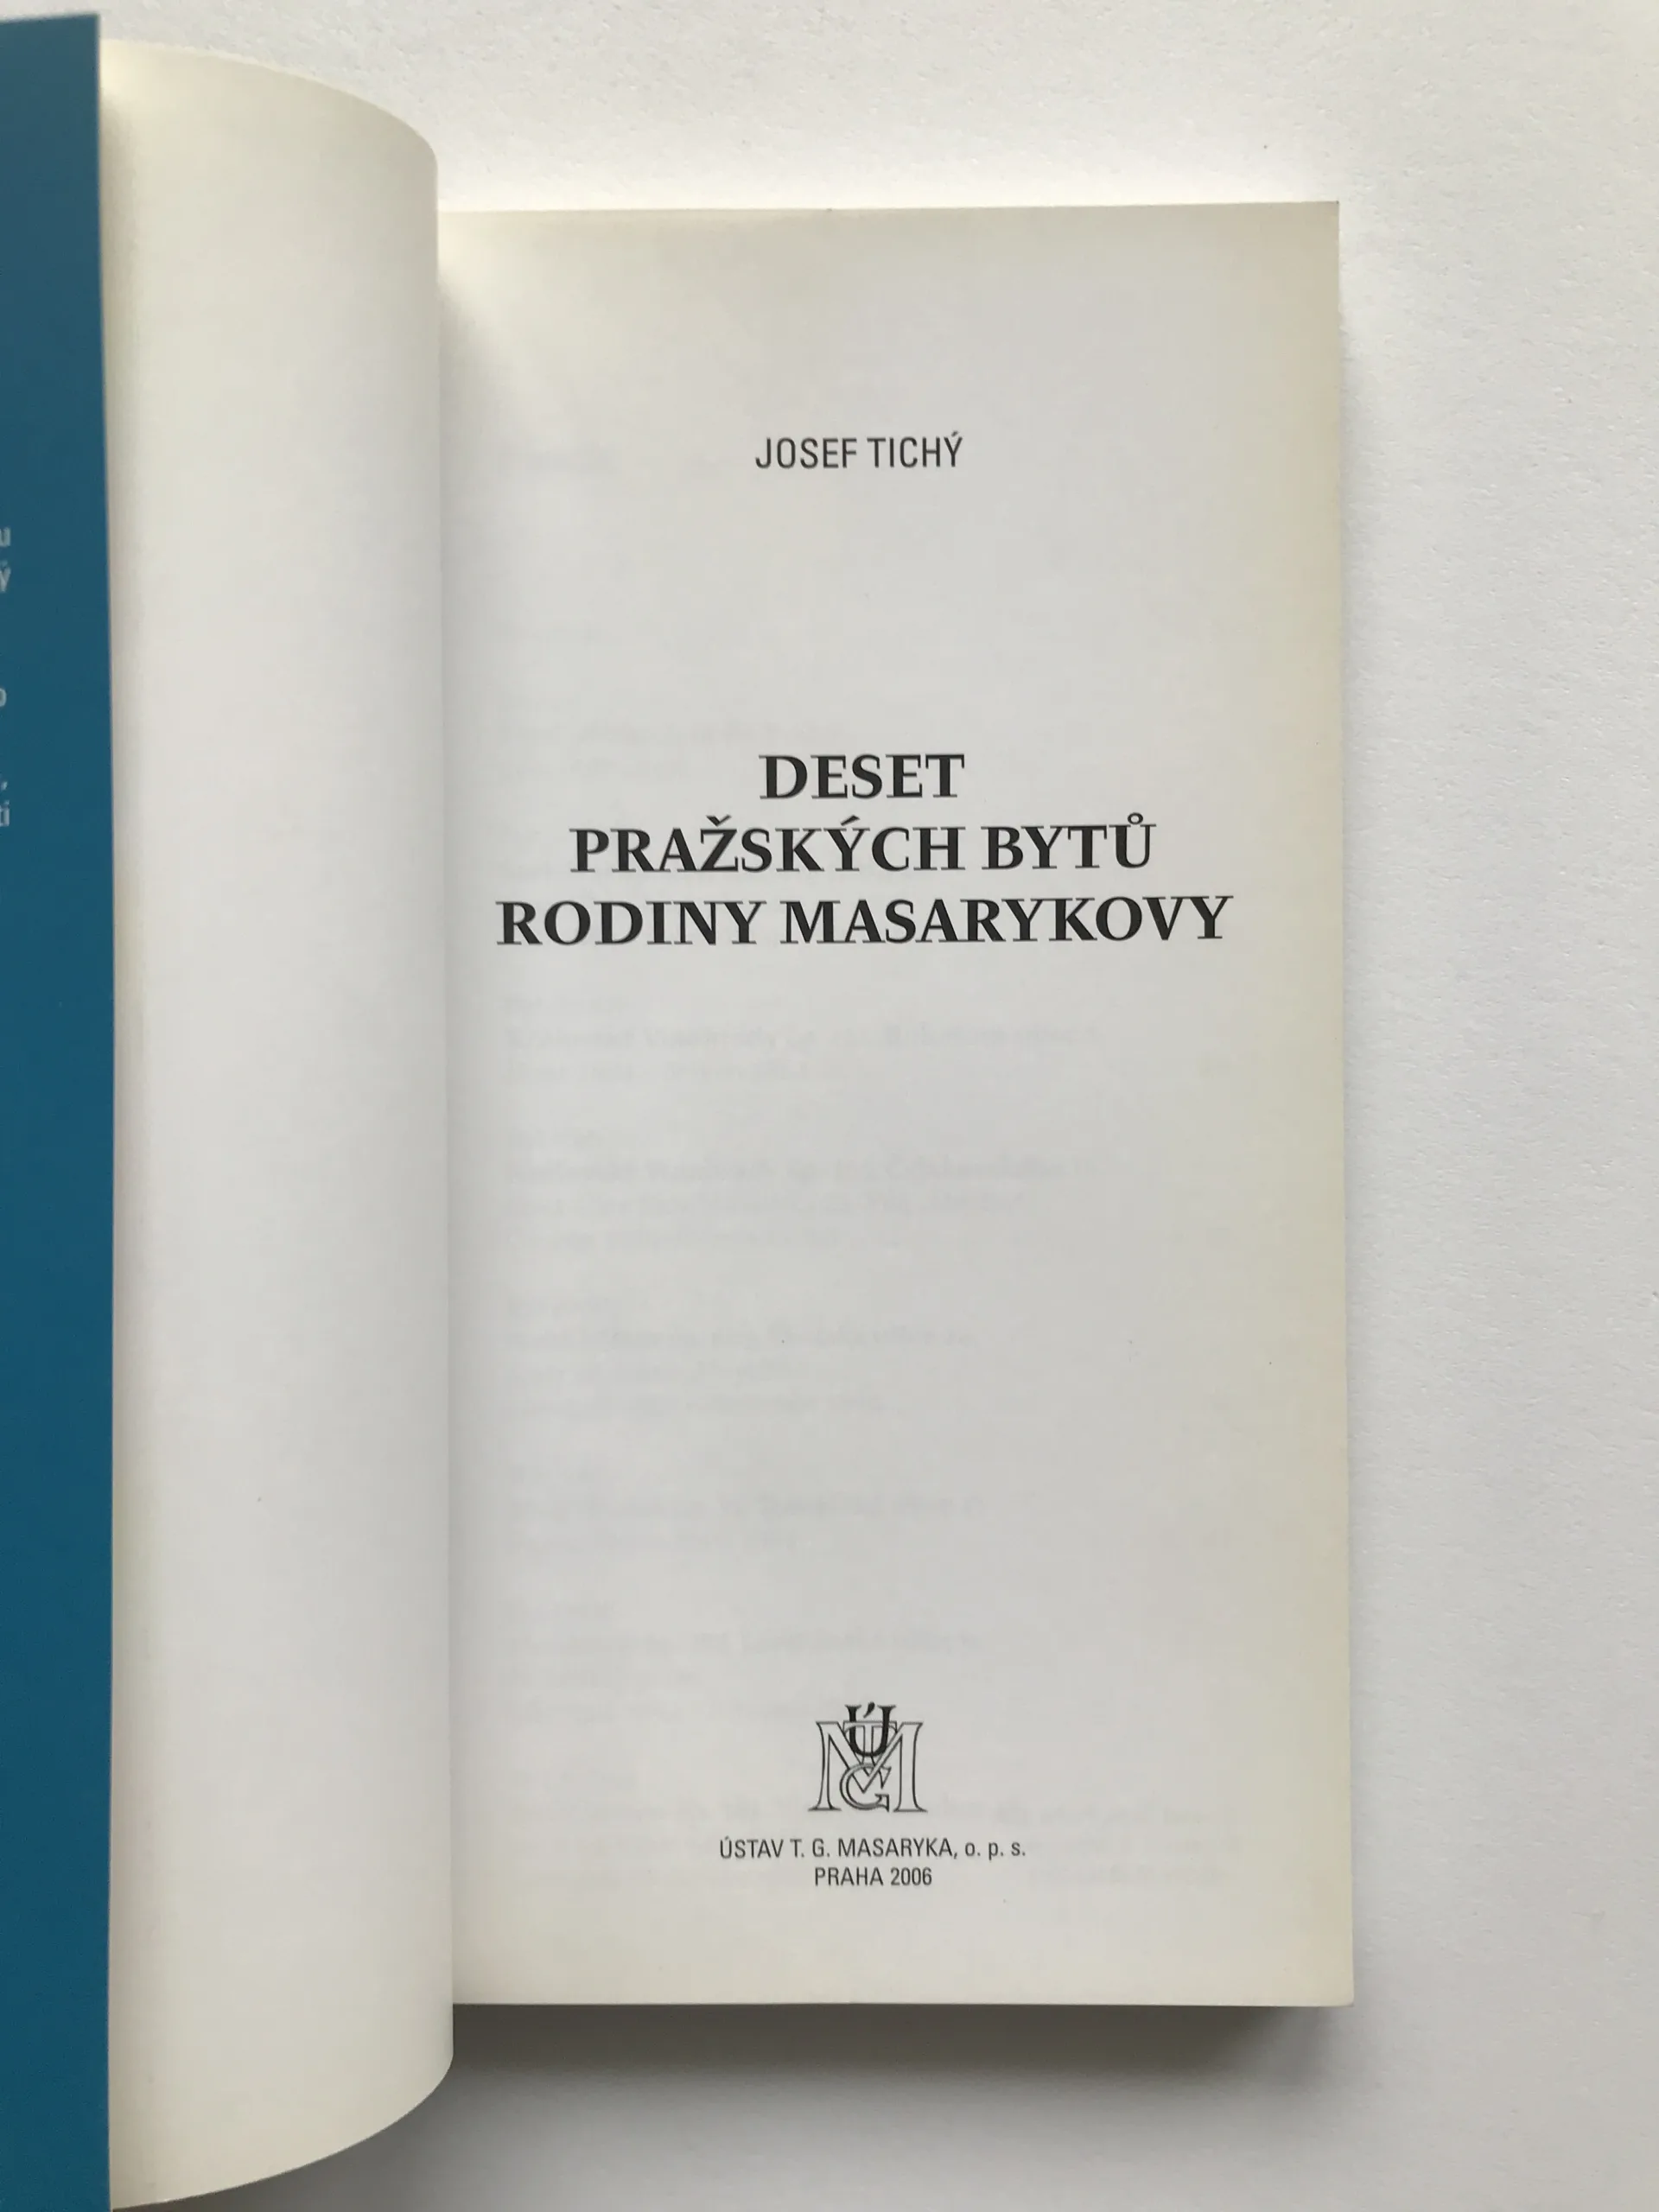 JOSEF TICHÝ
DESET
PRAŽSKÝCH BYTŮ
RODINY MASARYKOVY
ÚSTAV T. G. MASARYKA, o. p. s.
PRAHA 2006